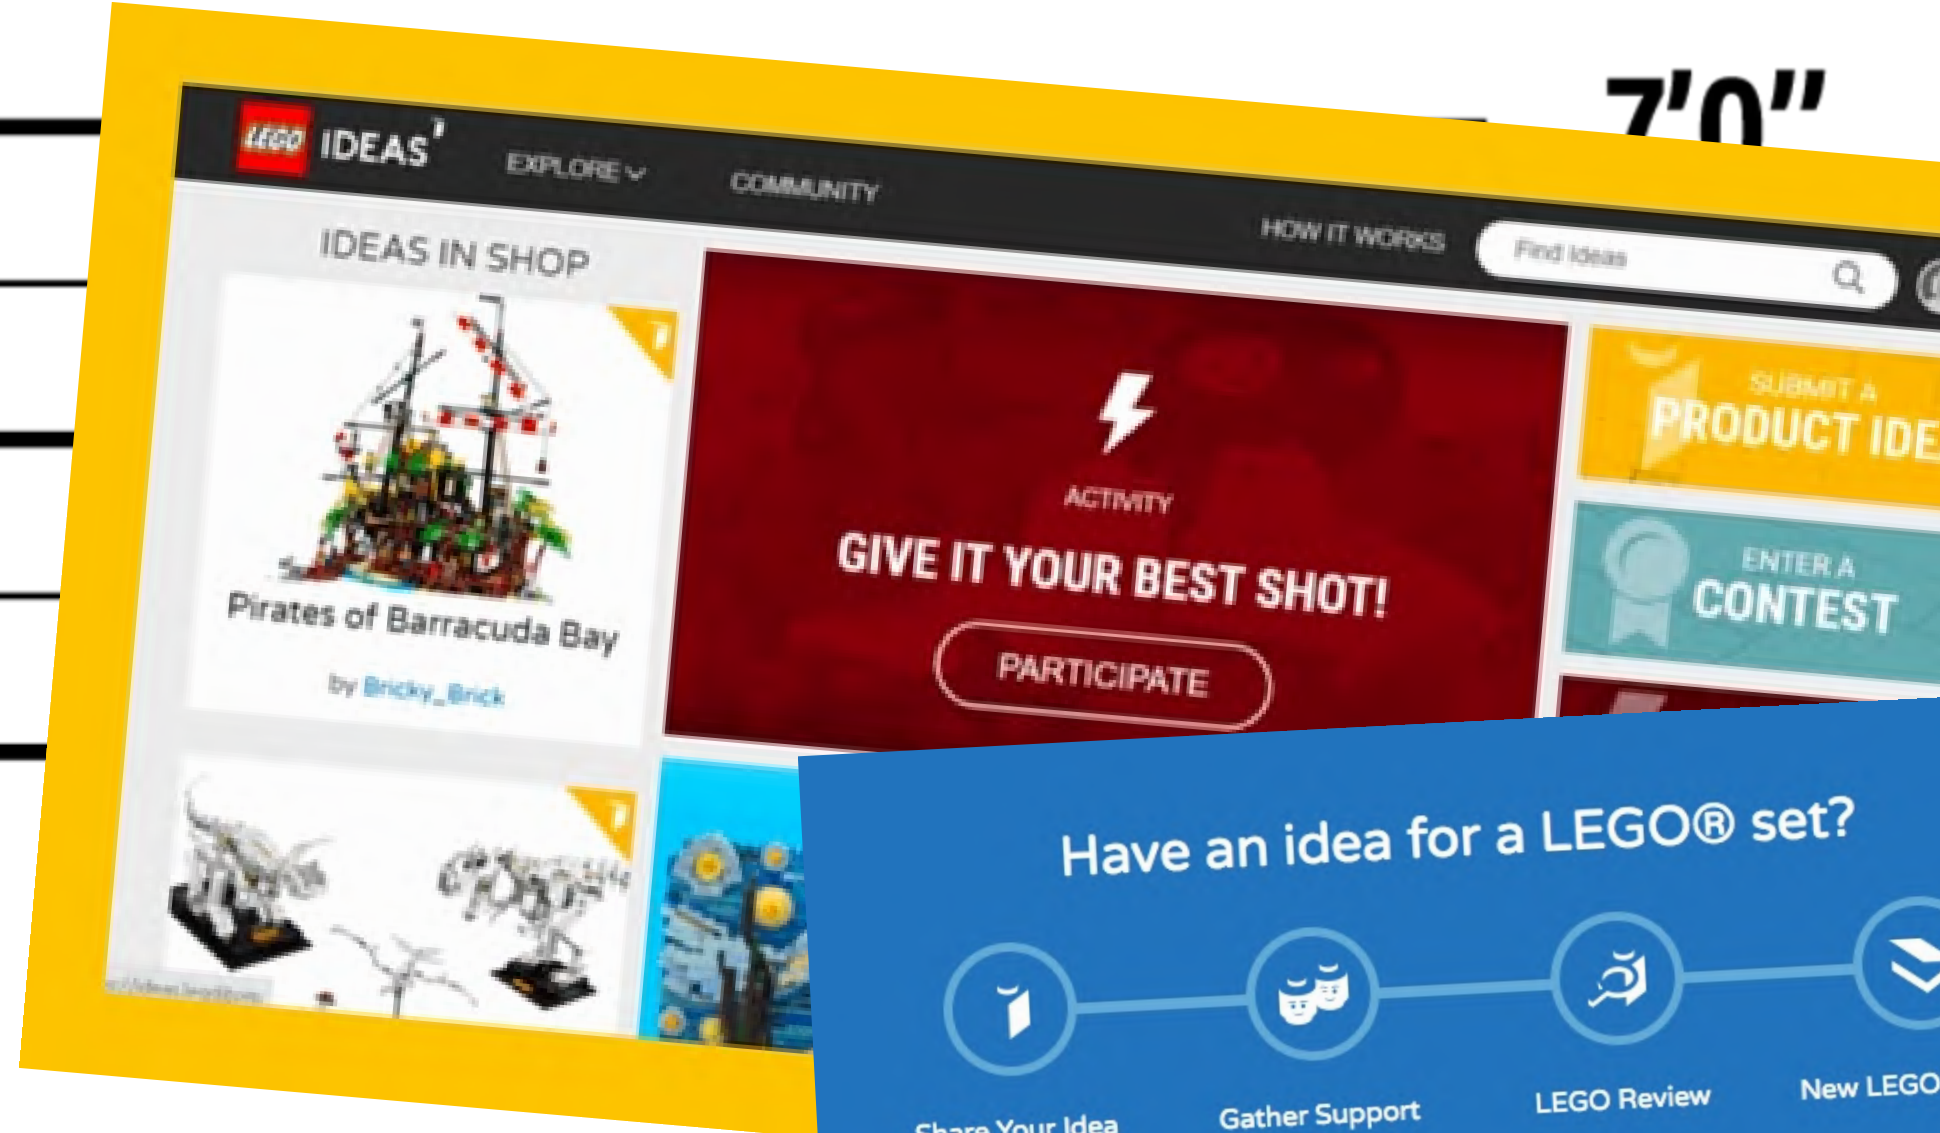 7'0"
LEGO IDEAS
EXPLORE
COMMUNITY
HOW IT WORKS
Find Ideas
IDEAS IN SHOP
Pirates of Barracuda Bay
by Bricky_Brick
ACTIVITY
GIVE IT YOUR BEST SHOT!
PARTICIPATE
SUBMIT A
PRODUCT IDE
ENTER A
CONTEST
Have an idea for a LEGO® set?
Share Your Idea
Gather Support
LEGO Review
New LEGO